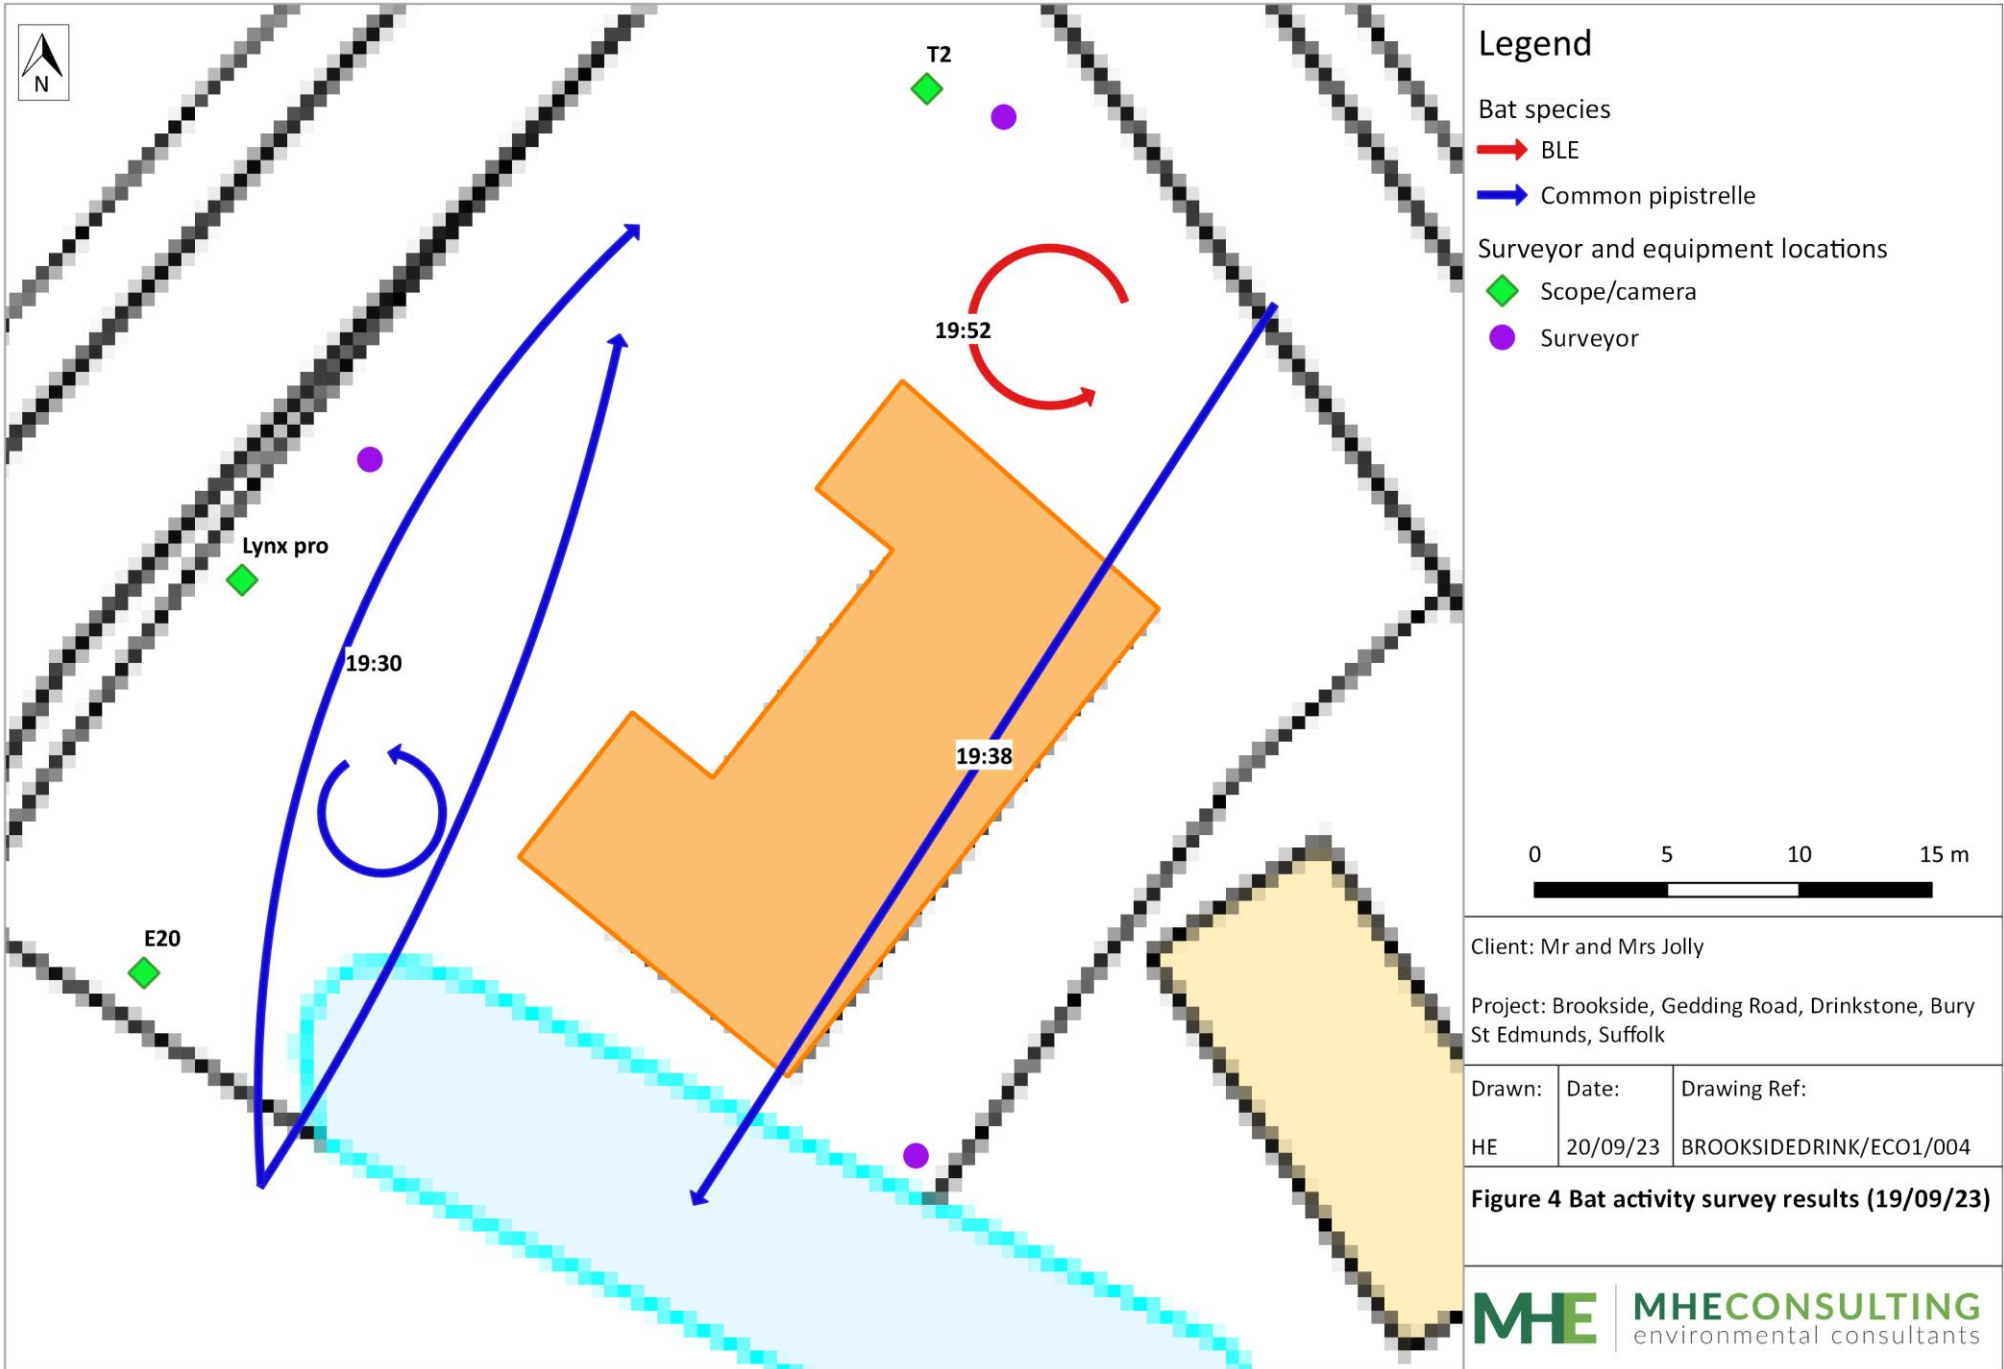 N
T2
19:52
Lynx pro
19:30
19:38
E20
Legend
Bat species
BLE
Common pipistrelle
Surveyor and equipment locations
Scope/camera
Surveyor
0 5 10 15 m
Client: Mr and Mrs Jolly
Project: Brookside, Gedding Road, Drinkstone, Bury
St Edmunds, Suffolk
Drawn: Date: Drawing Ref:
HE 20/09/23 BROOKSIDEDRINK/ECO1/004
Figure 4 Bat activity survey results (19/09/23)
MHE MHECONSULTING
environmental consultants